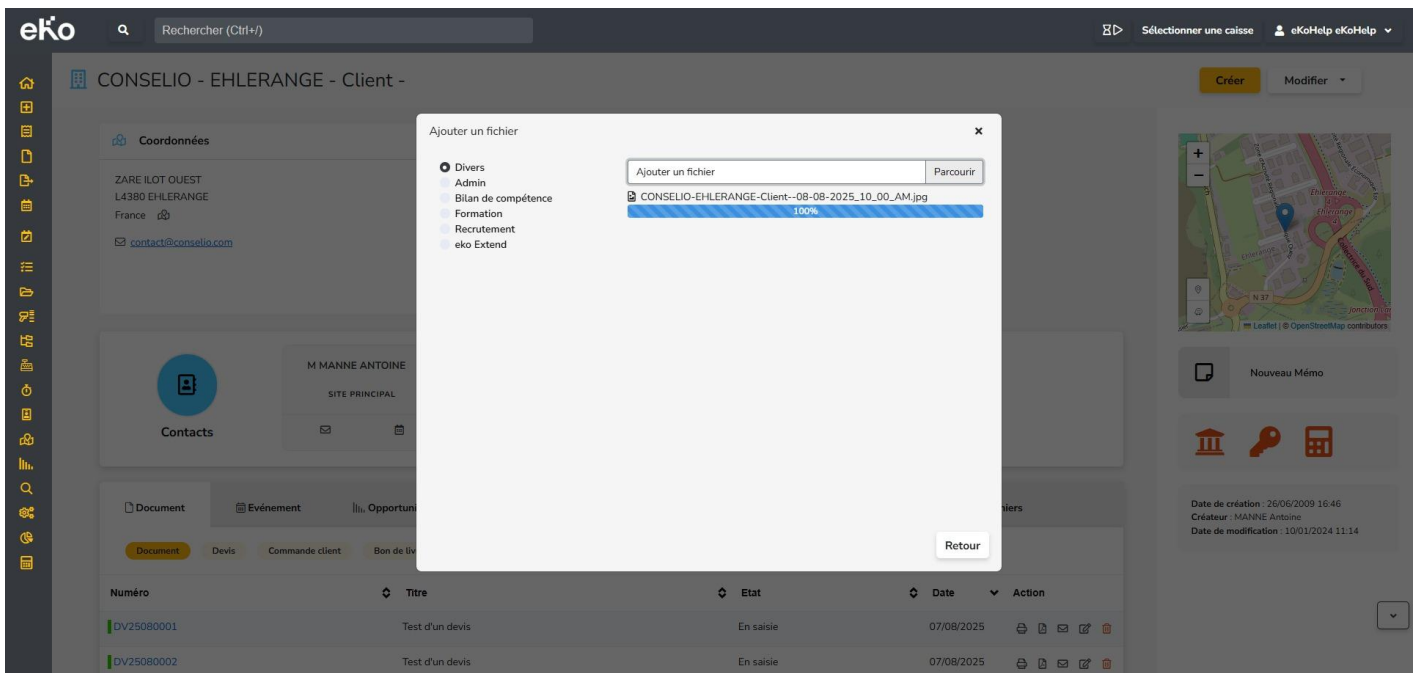 eKo
Rechercher (Ctrl+/)
Sélectionner une caisse
eKoHelp eKoHelp
CONSELIO - EHLERANGE - Client -
Créer
Modifier
Coordonnées
ZARE ILOT OUEST
L4380 EHLERANGE
France
contact@conselio.com
Ajouter un fichier
×
Divers
Admin
Bilan de compétence
Formation
Recrutement
eko Extend
Ajouter un fichier
Parcourir
CONSELIO-EHLERANGE-Client--08-08-2025_10_00_AM.jpg
100%
Retour
+
−
Ehlerange
Ehlerange
Ehlerange
N 37
Leaflet | © OpenStreetMap contributors
Contacts
M MANNE ANTOINE
SITE PRINCIPAL
Nouveau Mémo
Date de création : 26/06/2009 16:46
Créateur : MANNE Antoine
Date de modification : 10/01/2024 11:14
Document
Evénement
Opportuni
hiers
Document
Devis
Commande client
Bon de liv
Numéro
Titre
Etat
Date
Action
DV25080001
Test d'un devis
En saisie
07/08/2025
DV25080002
Test d'un devis
En saisie
07/08/2025